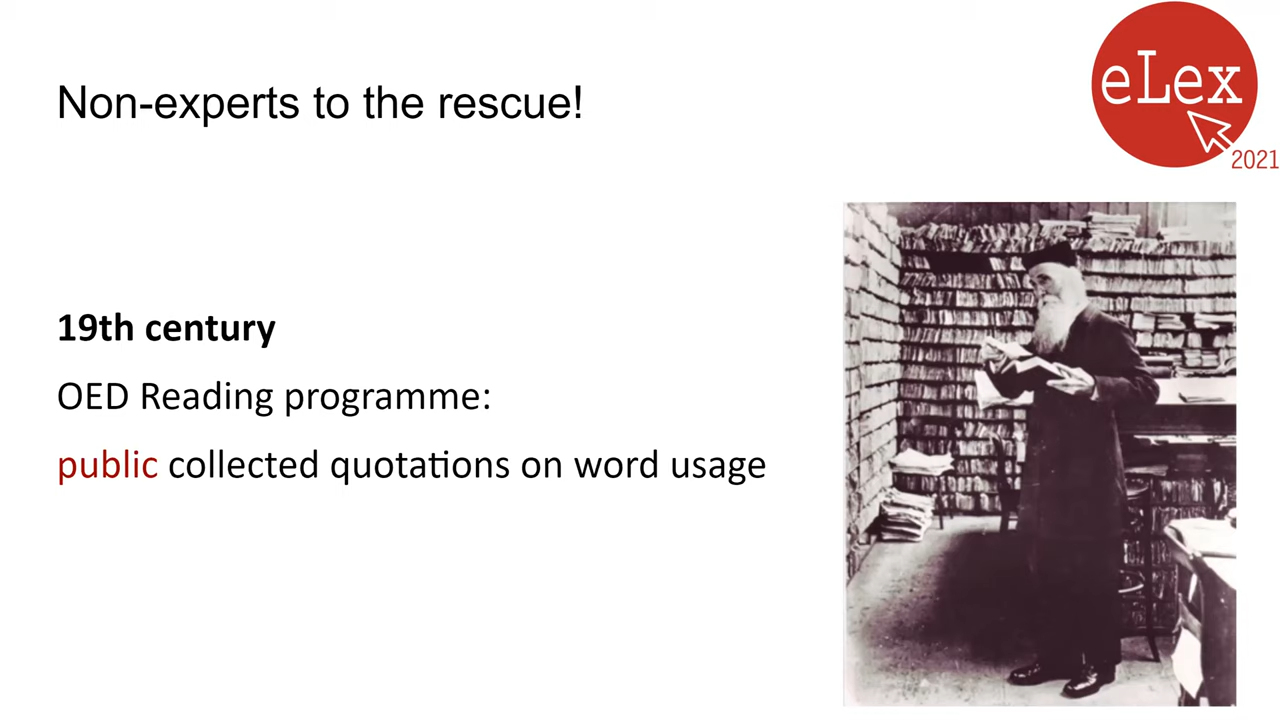 Non-experts to the rescue!
eLex
2021
19th century
OED Reading programme:
public collected quotations on word usage